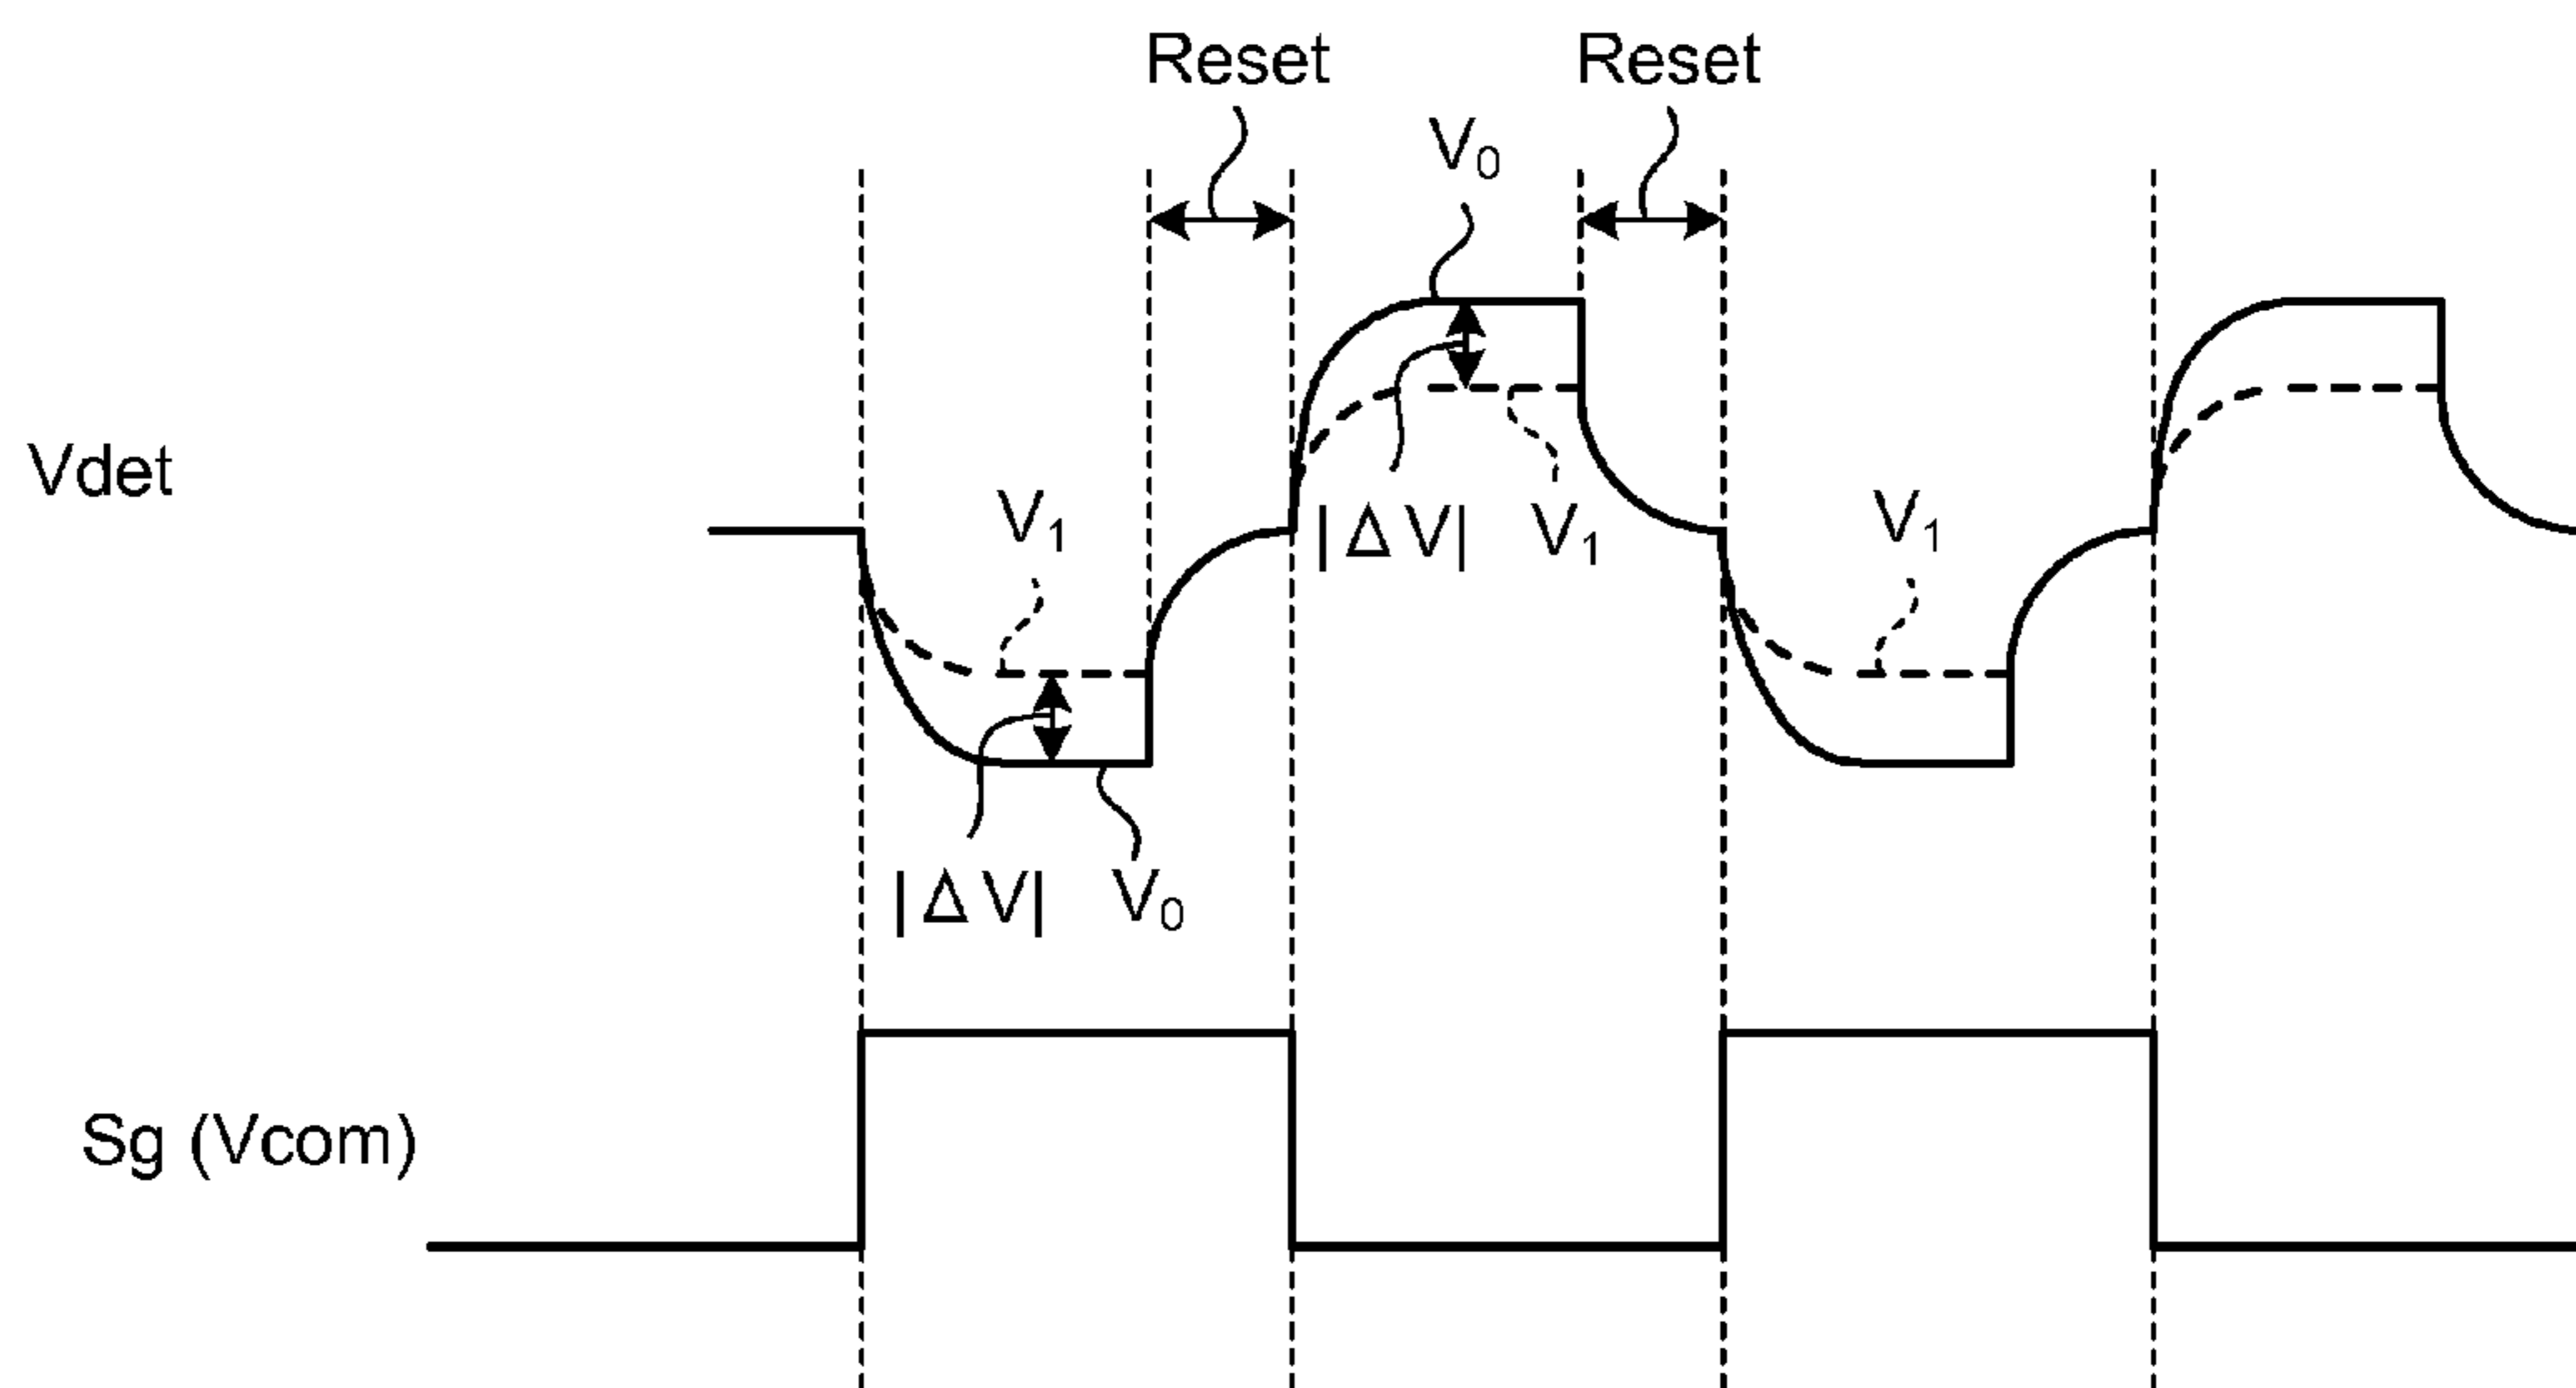 Reset
Reset
V₀
Vdet
V₁
|ΔV|
V₁
V₁
|ΔV|
V₀
Sg (Vcom)